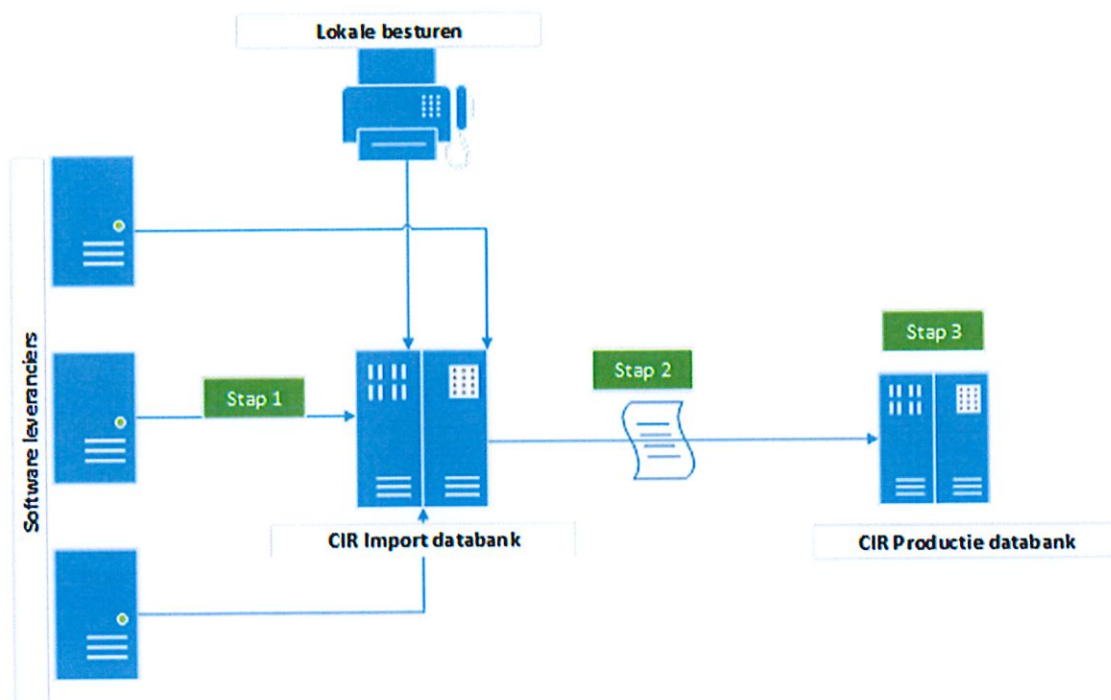 Lokale besturen
Software leveranciers
Stap 1
Stap 2
Stap 3
CIR Import databank
CIR Productie databank